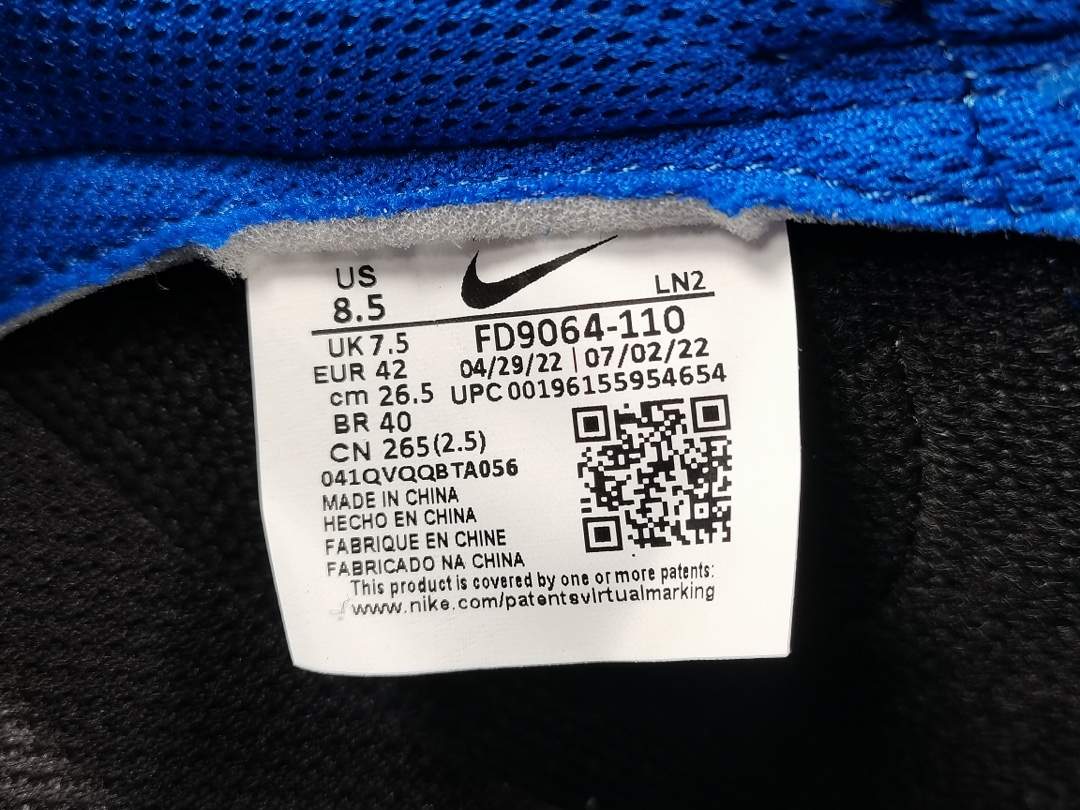 US
8.5
LN2
UK 7.5
FD9064-110
EUR 42
04/29/22 | 07/02/22
cm 26.5
UPC 00196155954654
BR 40
CN 265(2.5)
041QVQQBTA056
MADE IN CHINA
HECHO EN CHINA
FABRIQUE EN CHINE
FABRICADO NA CHINA
This product is covered by one or more patents:
www.nike.com/patentsvirtualmarking